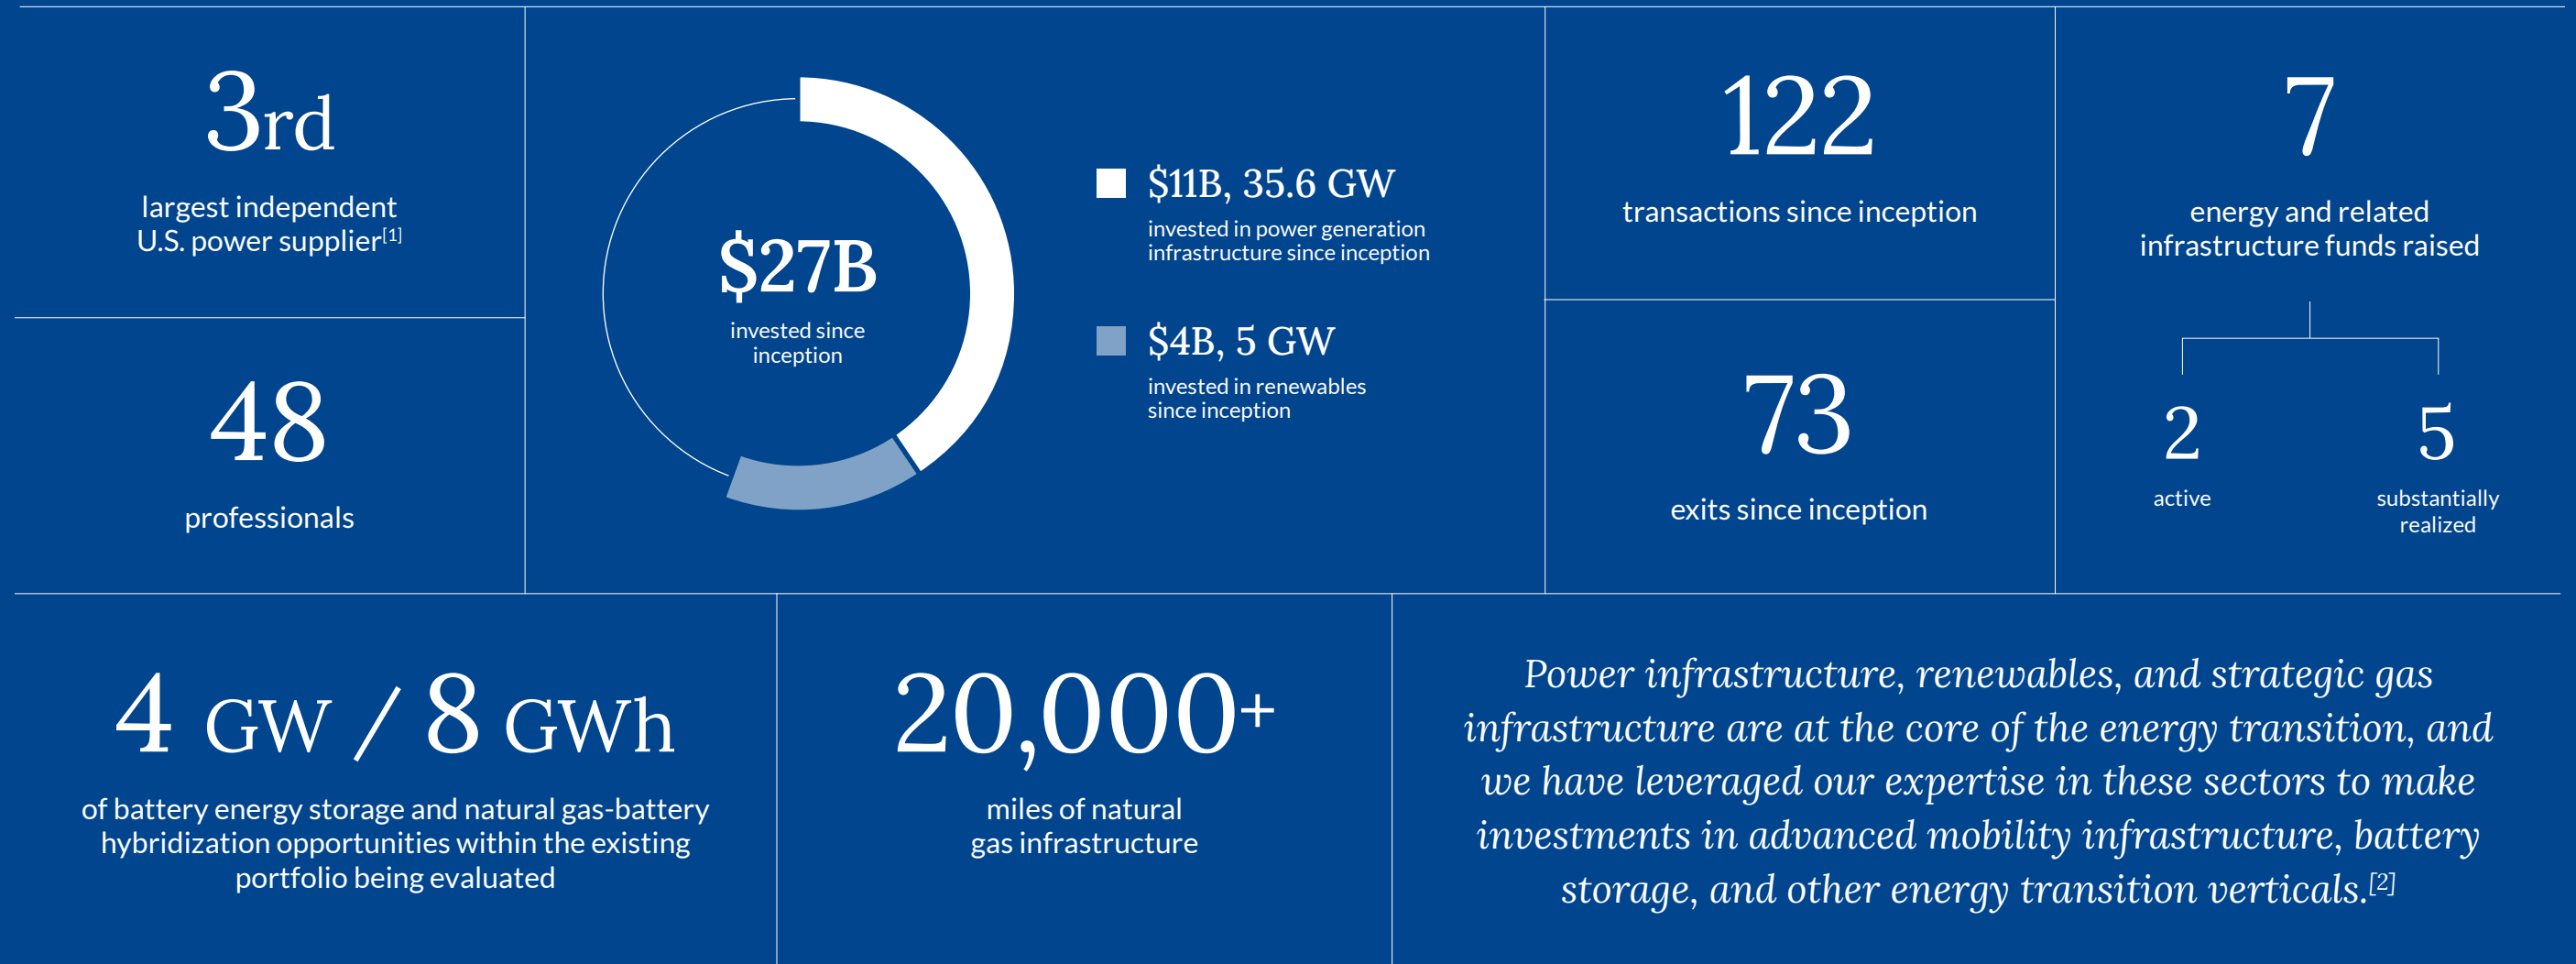 3rd
largest independent
U.S. power supplier[1]
48
professionals
$27B
invested since
inception
$11B, 35.6 GW
invested in power generation
infrastructure since inception
$4B, 5 GW
invested in renewables
since inception
122
transactions since inception
73
exits since inception
7
energy and related
infrastructure funds raised
2
active
5
substantially
realized
4 GW / 8 GWh
of battery energy storage and natural gas-battery
hybridization opportunities within the existing
portfolio being evaluated
20,000+
miles of natural
gas infrastructure
Power infrastructure, renewables, and strategic gas
infrastructure are at the core of the energy transition, and
we have leveraged our expertise in these sectors to make
investments in advanced mobility infrastructure, battery
storage, and other energy transition verticals.[2]